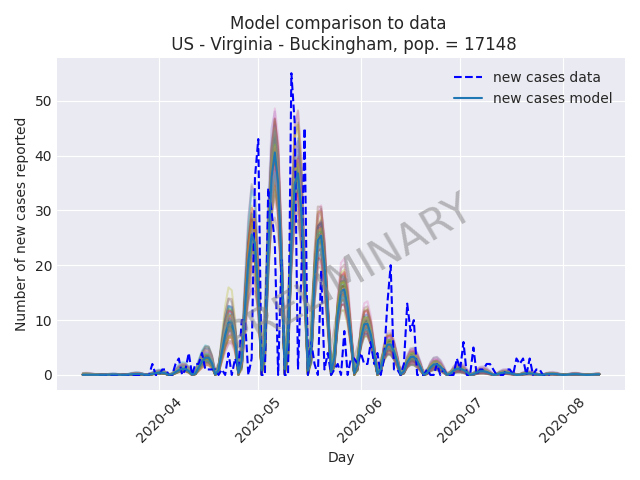 Model comparison to data
US - Virginia - Buckingham, pop. = 17148
new cases data
new cases model
Number of new cases reported
50
40
30
20
10
0
PRELIMINARY
2020-04
2020-05
2020-06
2020-07
2020-08
Day